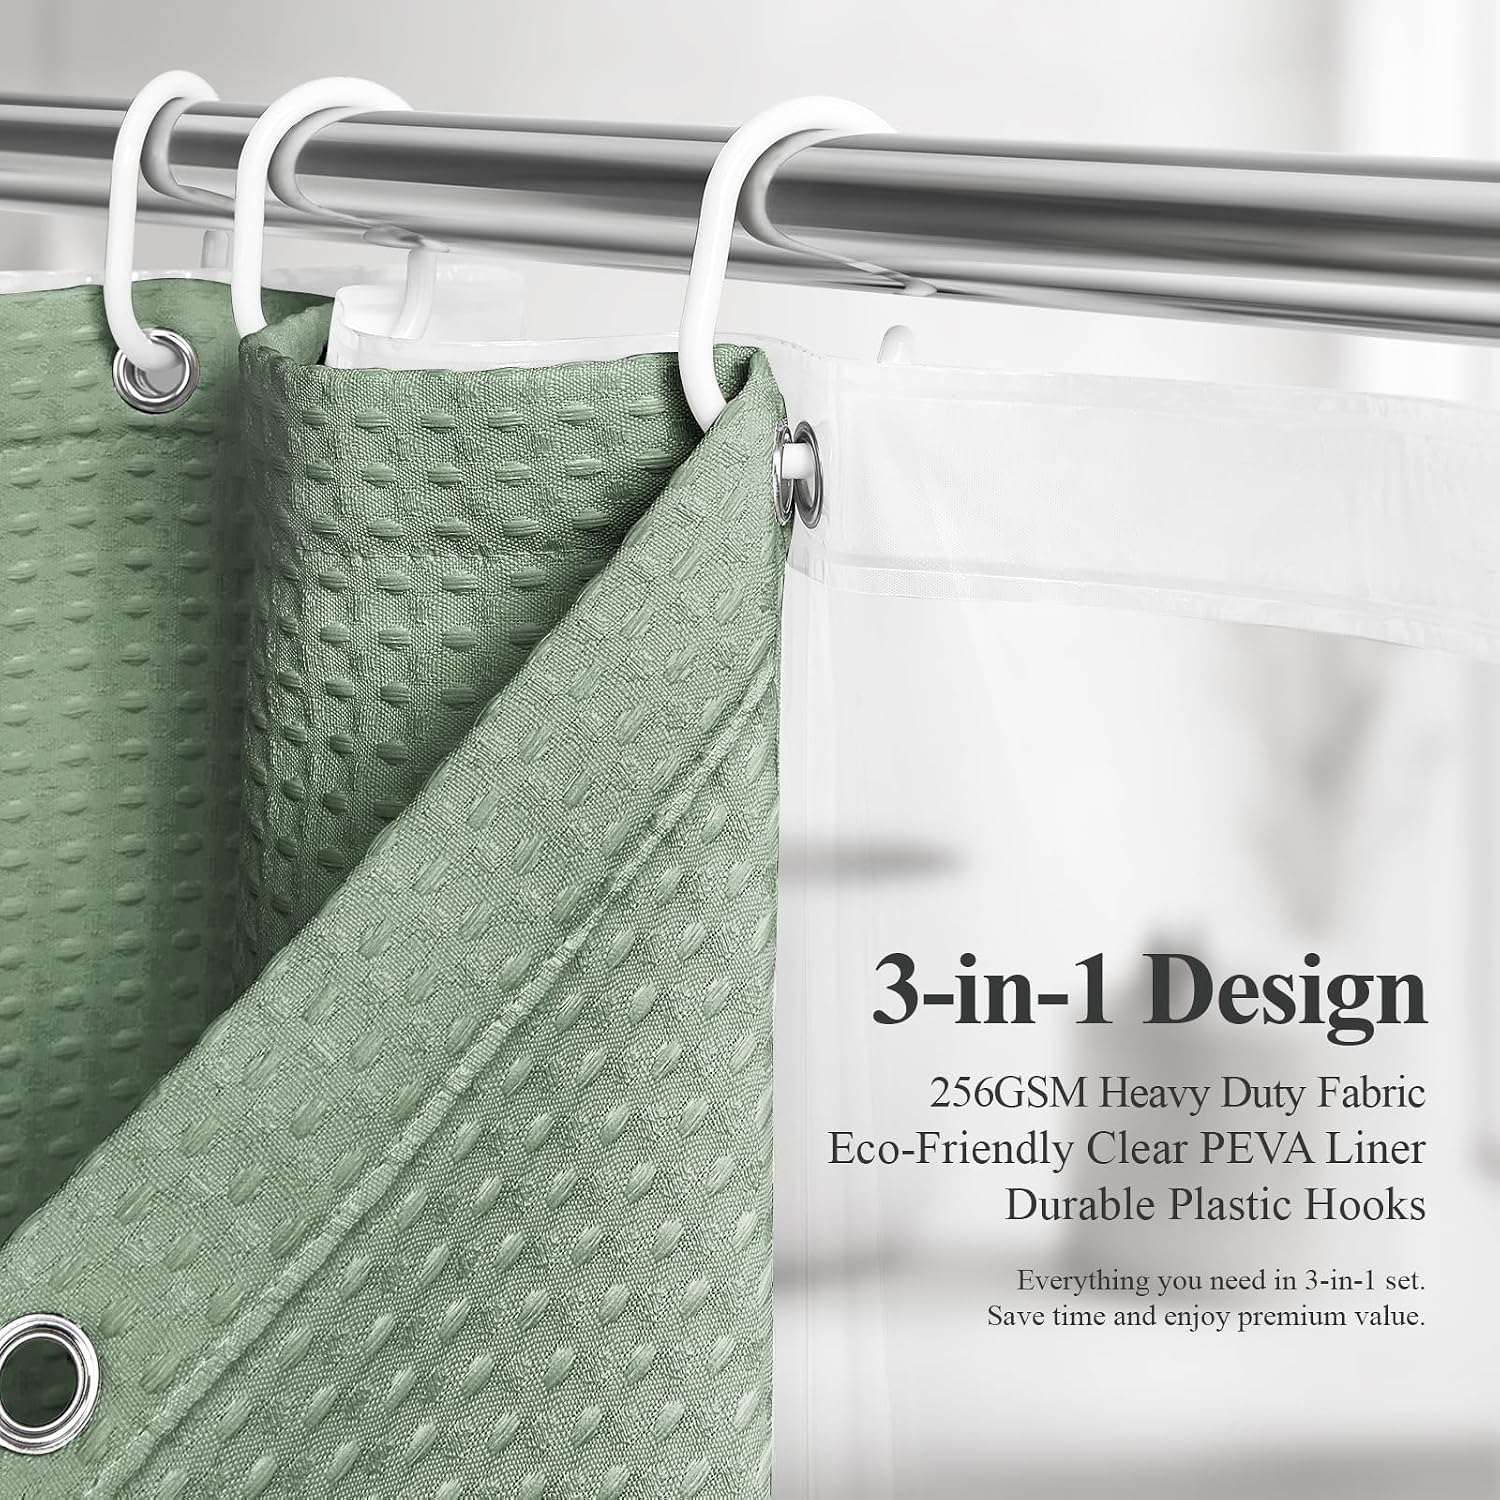 3-in-1 Design
256GSM Heavy Duty Fabric
Eco-Friendly Clear PEVA Liner
Durable Plastic Hooks
Everything you need in 3-in-1 set.
Save time and enjoy premium value.